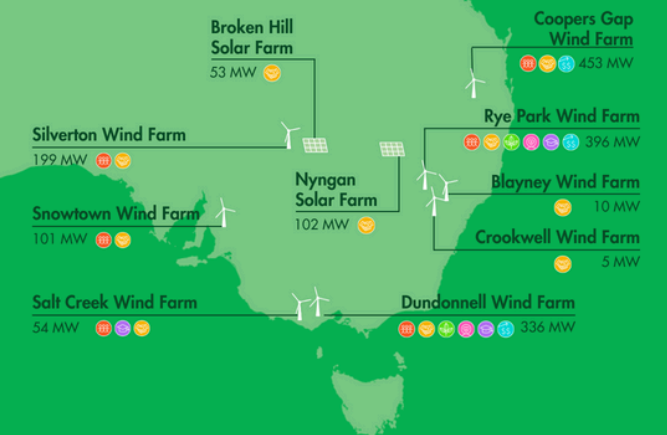 Broken Hill
Solar Farm
53 MW
Coopers Gap
Wind Farm
453 MW
Silverton Wind Farm
199 MW
Rye Park Wind Farm
396 MW
Nyngan
Solar Farm
102 MW
Blayney Wind Farm
10 MW
Snowtown Wind Farm
101 MW
Crookwell Wind Farm
5 MW
Salt Creek Wind Farm
54 MW
Dundonnell Wind Farm
336 MW